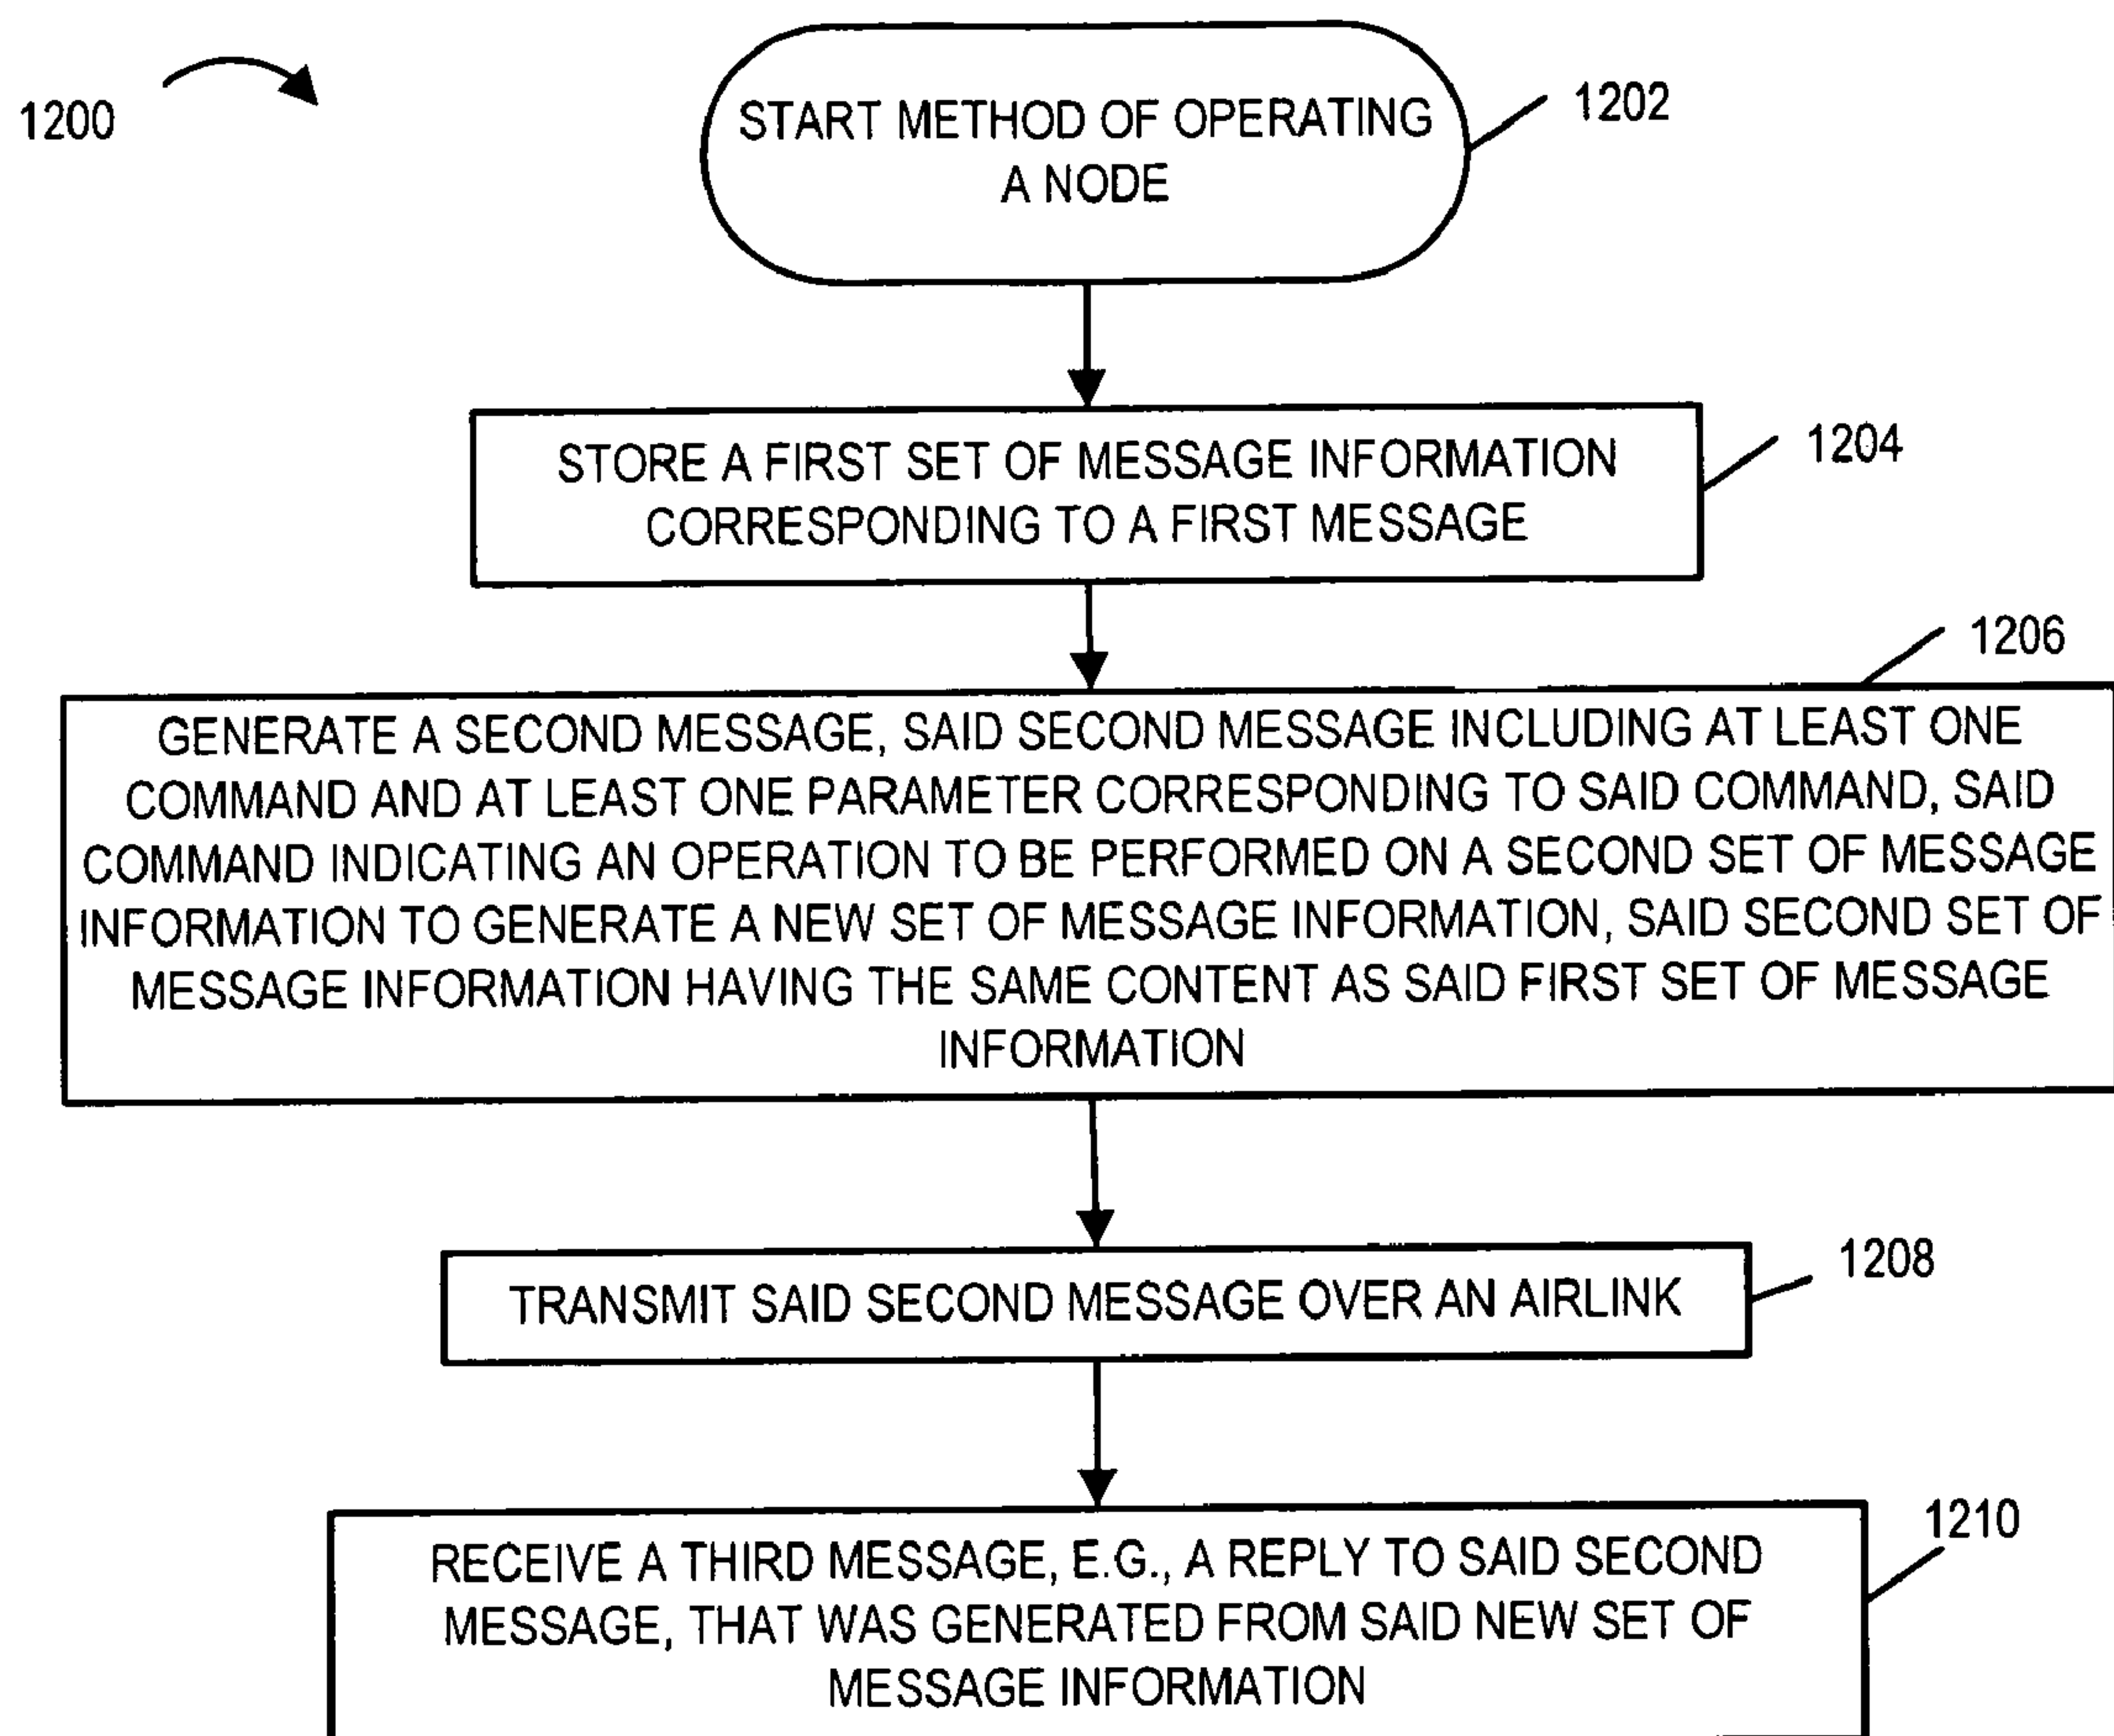 1200
START METHOD OF OPERATING
A NODE
1202
STORE A FIRST SET OF MESSAGE INFORMATION
CORRESPONDING TO A FIRST MESSAGE
1204
1206
GENERATE A SECOND MESSAGE, SAID SECOND MESSAGE INCLUDING AT LEAST ONE
COMMAND AND AT LEAST ONE PARAMETER CORRESPONDING TO SAID COMMAND, SAID
COMMAND INDICATING AN OPERATION TO BE PERFORMED ON A SECOND SET OF MESSAGE
INFORMATION TO GENERATE A NEW SET OF MESSAGE INFORMATION, SAID SECOND SET OF
MESSAGE INFORMATION HAVING THE SAME CONTENT AS SAID FIRST SET OF MESSAGE
INFORMATION
TRANSMIT SAID SECOND MESSAGE OVER AN AIRLINK
1208
RECEIVE A THIRD MESSAGE, E.G., A REPLY TO SAID SECOND
MESSAGE, THAT WAS GENERATED FROM SAID NEW SET OF
MESSAGE INFORMATION
1210